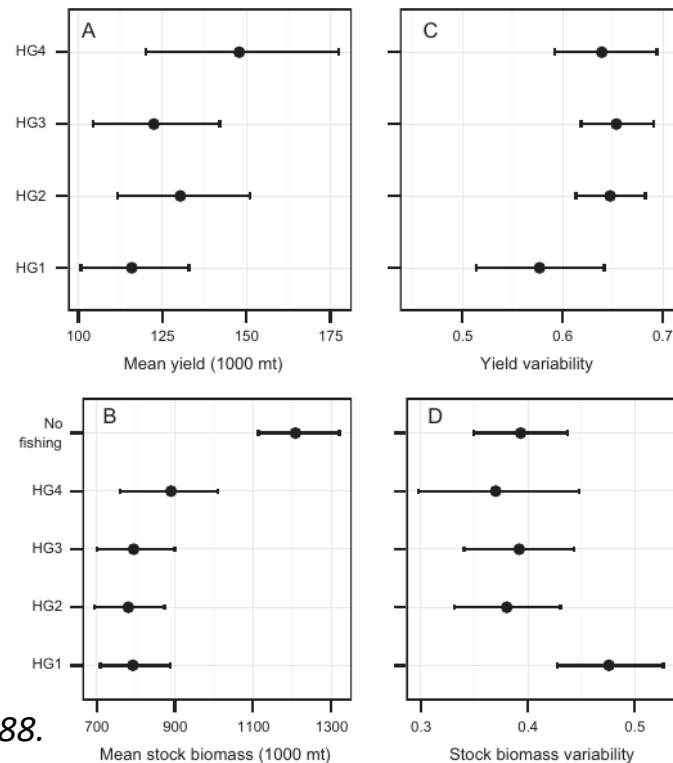 A
C
HG4
HG3
HG2
HG1
100 125 150 175
0.5 0.6 0.7
Mean yield (1000 mt)
Yield variability
B
D
No
fishing
HG4
HG3
HG2
HG1
88.
700 900 1100 1300
0.3 0.4 0.5
Mean stock biomass (1000 mt)
Stock biomass variability